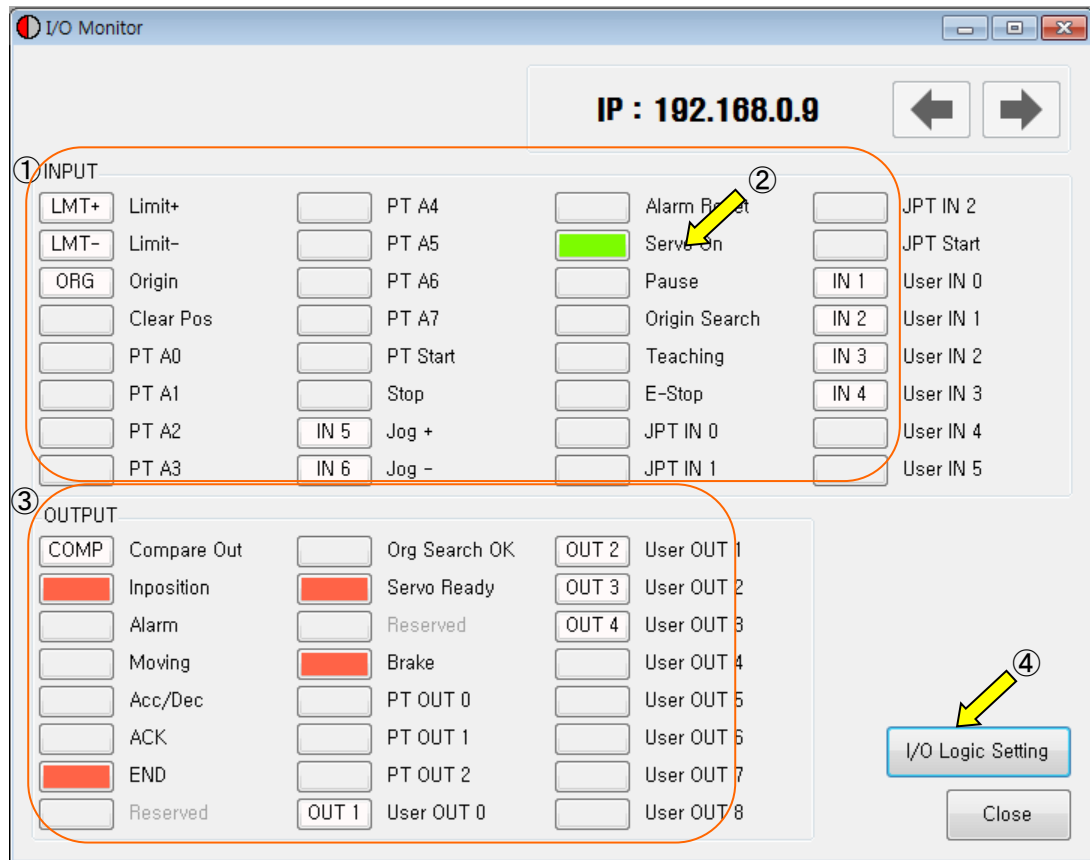 I/O Monitor
IP : 192.168.0.9
①
INPUT
②
LMT+ Limit+ PT A4 Alarm Reset JPT IN 2
LMT- Limit- PT A5 Servo On JPT Start
ORG Origin PT A6 Pause IN 1 User IN 0
Clear Pos PT A7 Origin Search IN 2 User IN 1
PT A0 PT Start Teaching IN 3 User IN 2
PT A1 Stop E-Stop IN 4 User IN 3
PT A2 IN 5 Jog + JPT IN 0 User IN 4
PT A3 IN 6 Jog - JPT IN 1 User IN 5
③
OUTPUT
COMP Compare Out Org Search OK OUT 2 User OUT 1
Inposition Servo Ready OUT 3 User OUT 2
Alarm Reserved OUT 4 User OUT 3
Moving Brake User OUT 4
④
Acc/Dec PT OUT 0 User OUT 5
ACK PT OUT 1 User OUT 6
I/O Logic Setting
END PT OUT 2 User OUT 7
Reserved OUT 1 User OUT 0 User OUT 8
Close